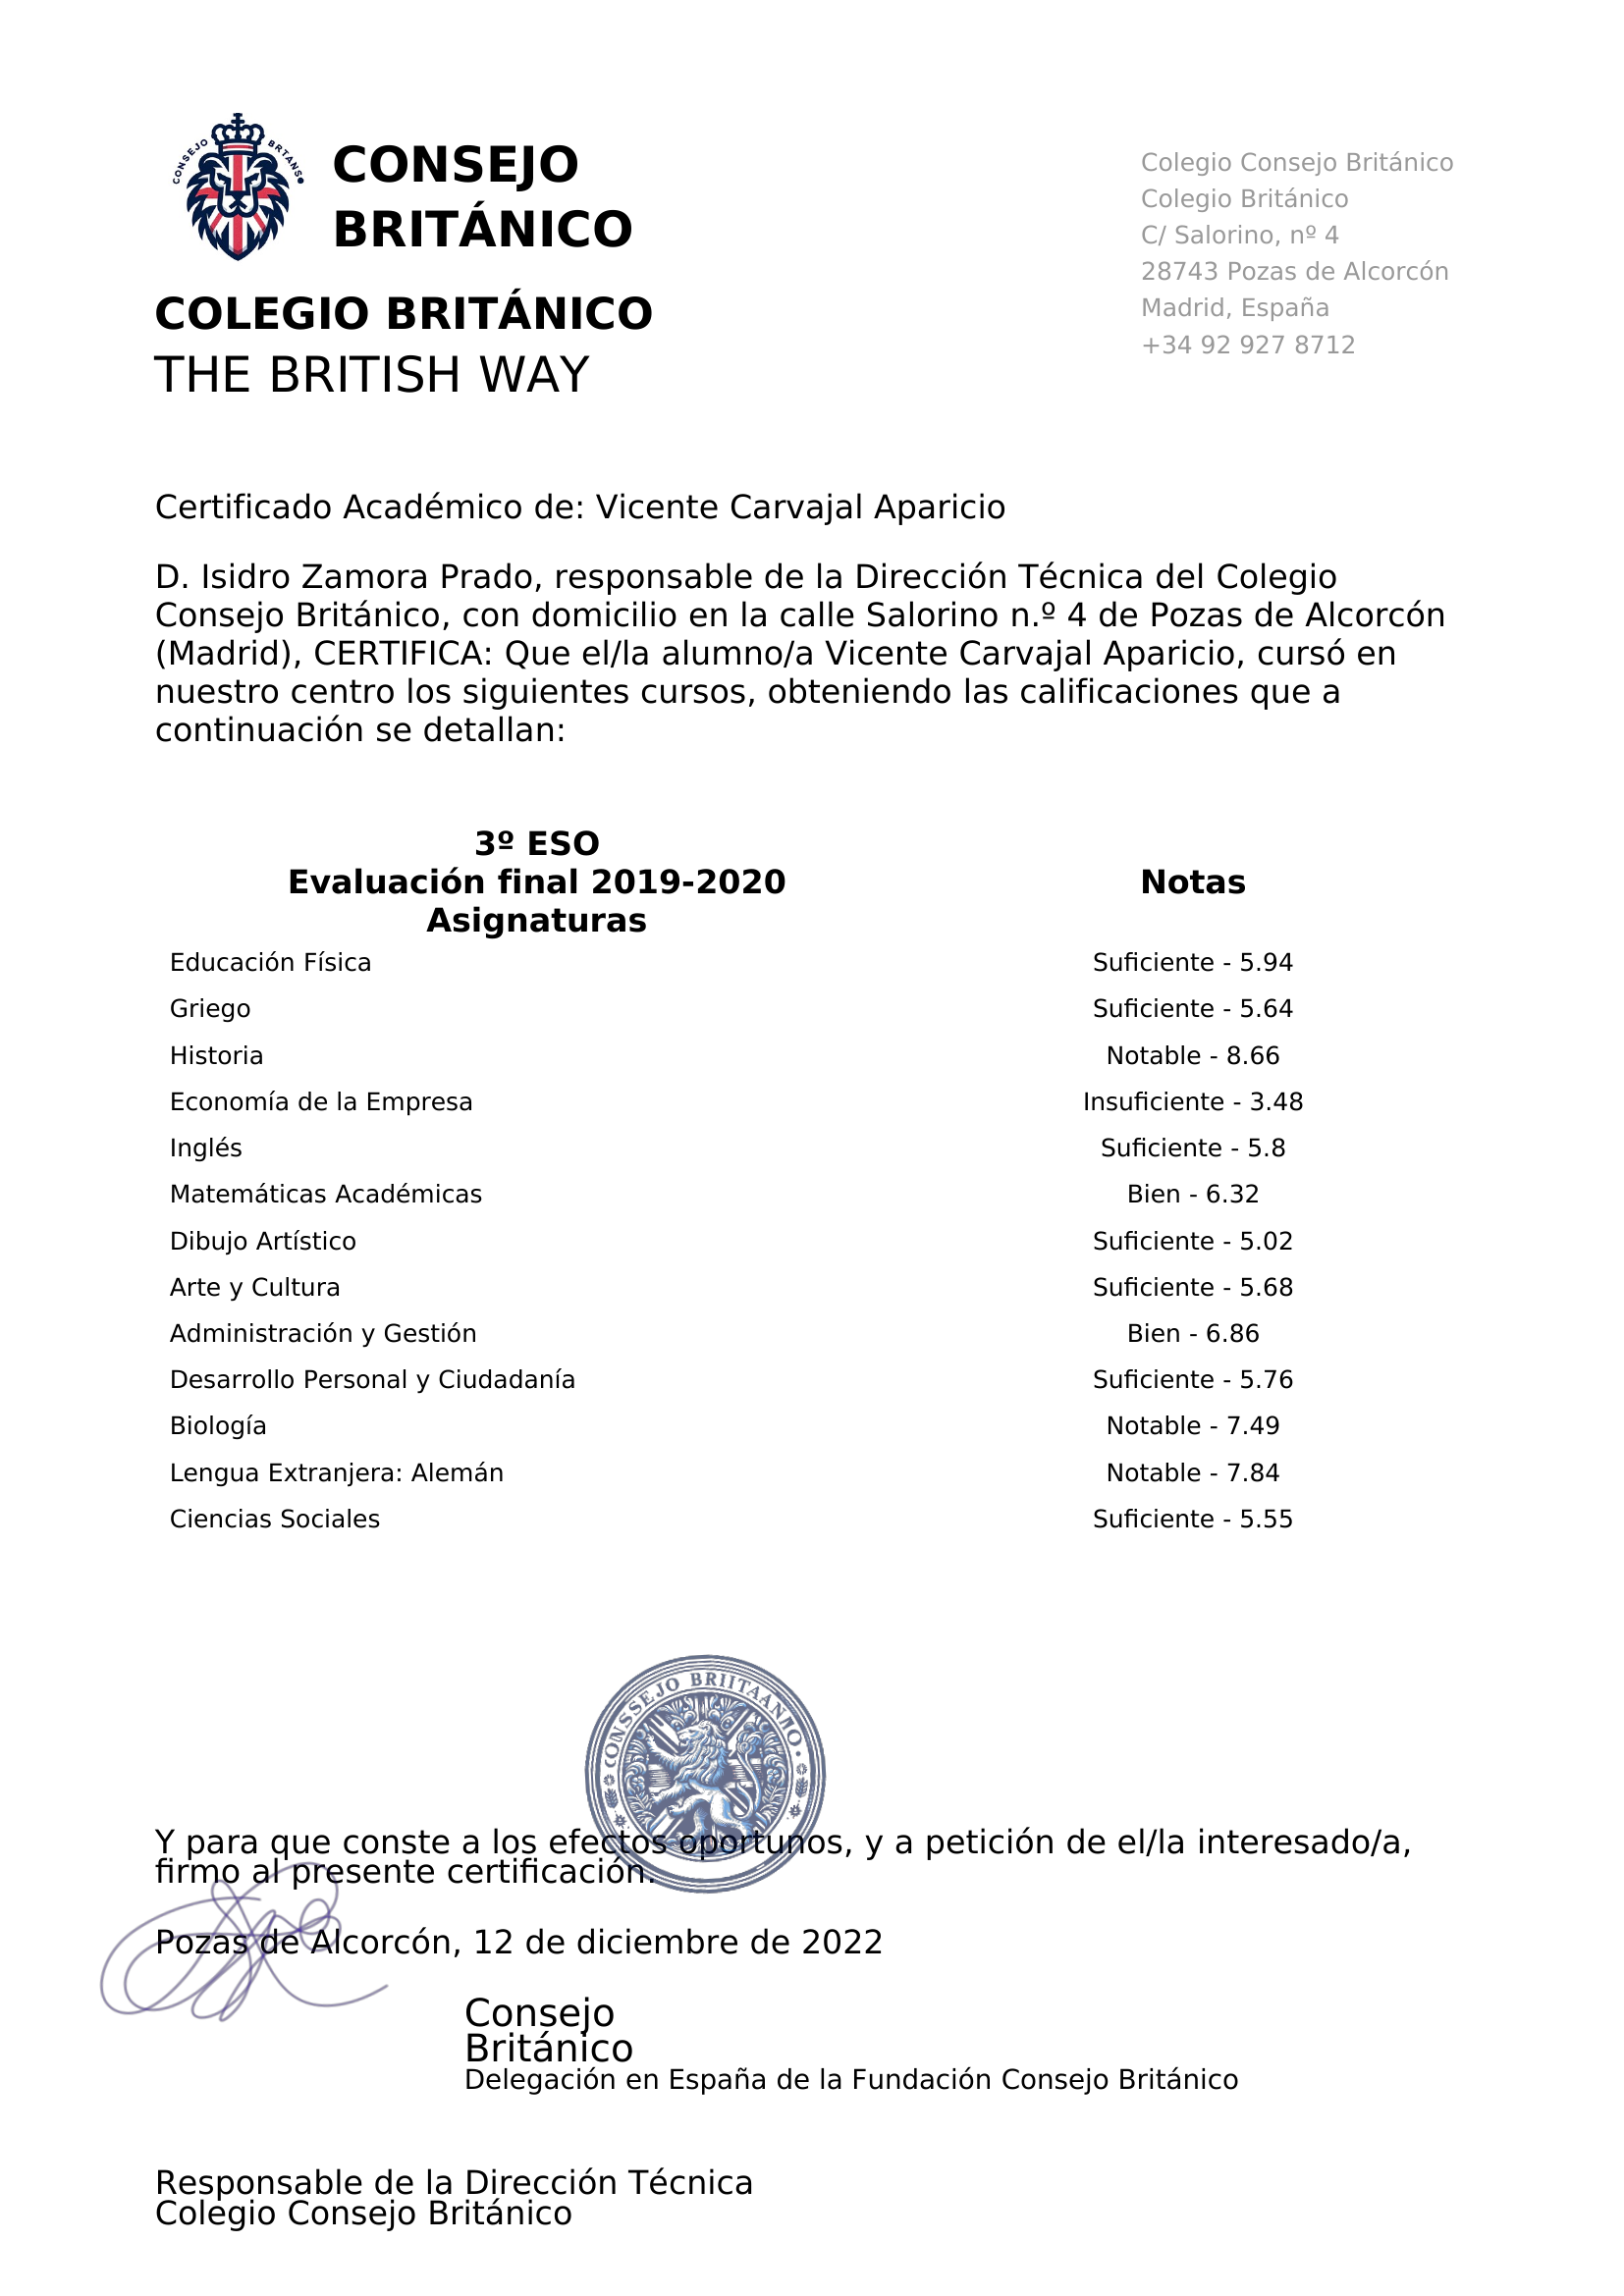 CONSEJO BRTANS
CONSEJO
BRITÁNICO
COLEGIO BRITÁNICO
THE BRITISH WAY
Colegio Consejo Británico
Colegio Británico
C/ Salorino, nº 4
28743 Pozas de Alcorcón
Madrid, España
+34 92 927 8712
Certificado Académico de: Vicente Carvajal Aparicio
D. Isidro Zamora Prado, responsable de la Dirección Técnica del Colegio
Consejo Británico, con domicilio en la calle Salorino n.º 4 de Pozas de Alcorcón
(Madrid), CERTIFICA: Que el/la alumno/a Vicente Carvajal Aparicio, cursó en
nuestro centro los siguientes cursos, obteniendo las calificaciones que a
continuación se detallan:
3º ESO
Evaluación final 2019-2020 Notas
Asignaturas
Educación Física Suficiente - 5.94
Griego Suficiente - 5.64
Historia Notable - 8.66
Economía de la Empresa Insuficiente - 3.48
Inglés Suficiente - 5.8
Matemáticas Académicas Bien - 6.32
Dibujo Artístico Suficiente - 5.02
Arte y Cultura Suficiente - 5.68
Administración y Gestión Bien - 6.86
Desarrollo Personal y Ciudadanía Suficiente - 5.76
Biología Notable - 7.49
Lengua Extranjera: Alemán Notable - 7.84
Ciencias Sociales Suficiente - 5.55
CONSSEJO
Y para que conste a los efectos oportunos, y a petición de el/la interesado/a,
firmo al presente certificación.
Pozas de Alcorcón, 12 de diciembre de 2022
Consejo
Británico
Delegación en España de la Fundación Consejo Británico
Responsable de la Dirección Técnica
Colegio Consejo Británico